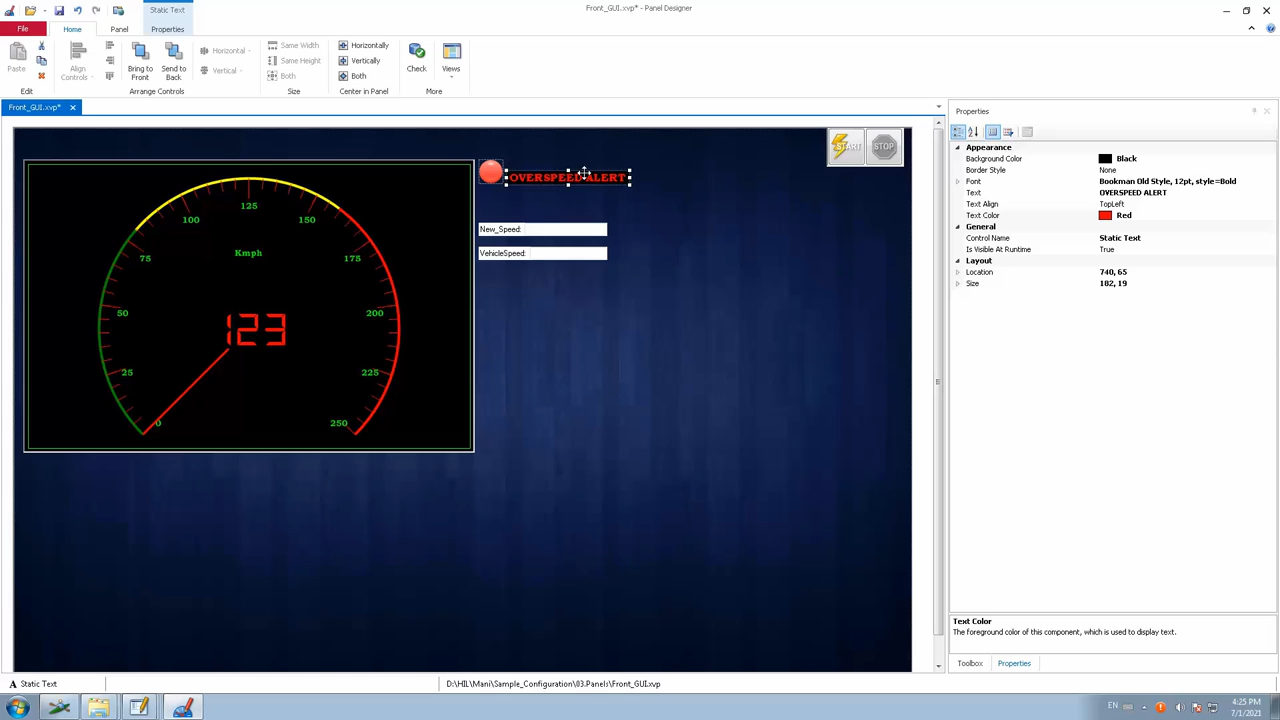 Static Text
Front_GUI.xvp* - Panel Designer
File
Home
Panel
Properties
Paste
Align
Controls
Bring to
Front
Send to
Back
Horizontal
Vertical
Same Width
Same Height
Both
Horizontally
Vertically
Both
Check
Views
Edit
Arrange Controls
Size
Center in Panel
More
Front_GUI.xvp*
Properties
START
STOP
OVERSPEED ALERT
New_Speed:
VehicleSpeed:
0
25
50
75
100
125
150
175
200
225
250
Kmph
123
Appearance
Background Color Black
Border Style None
Font Bookman Old Style, 12pt, style=Bold
Text OVERSPEED ALERT
Text Align TopLeft
Text Color Red
General
Control Name Static Text
Is Visible At Runtime True
Layout
Location 740, 65
Size 182, 19
Text Color
The foreground color of this component, which is used to display text.
Toolbox
Properties
A Static Text
D:\HIL\Mani\Sample_Configuration\03.Panels\Front_GUI.xvp
EN
4:25 PM
7/1/2021